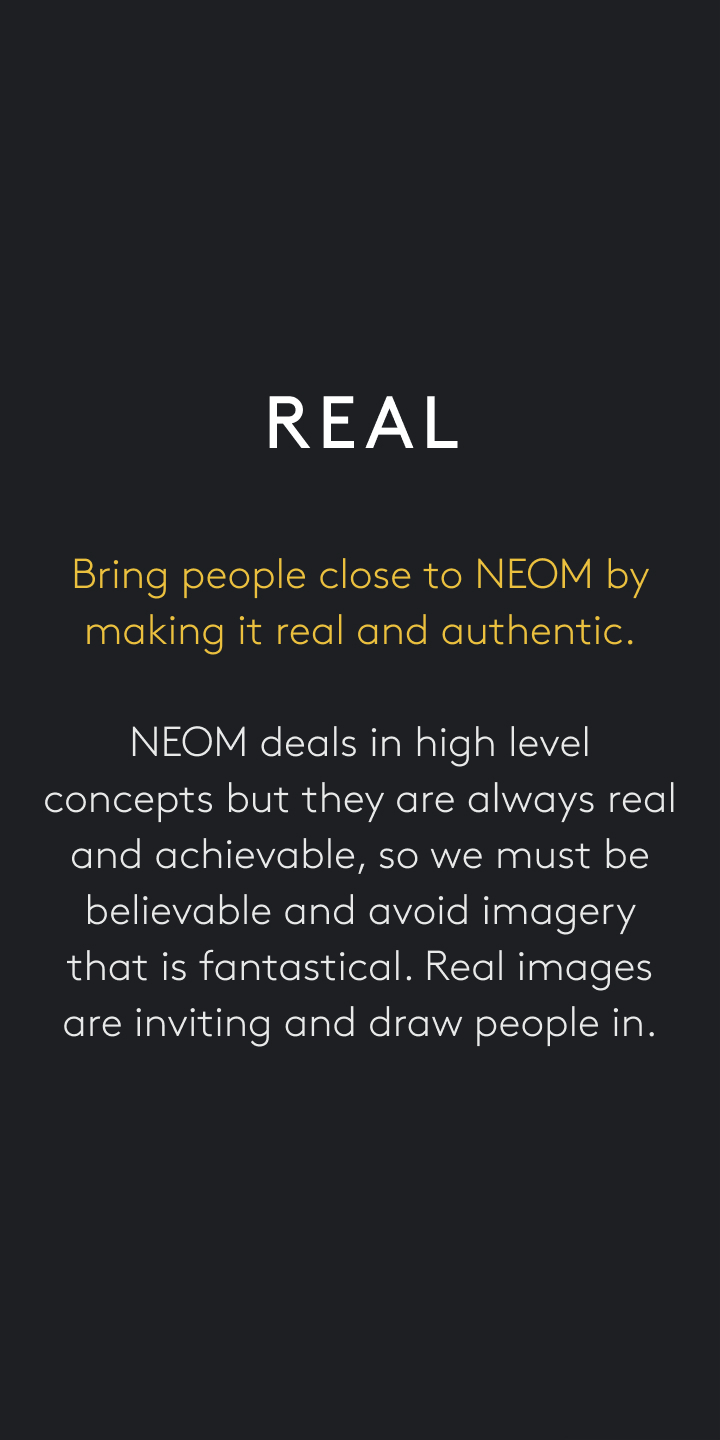 REAL
Bring people close to NEOM by
making it real and authentic.
NEOM deals in high level
concepts but they are always real
and achievable, so we must be
believable and avoid imagery
that is fantastical. Real images
are inviting and draw people in.